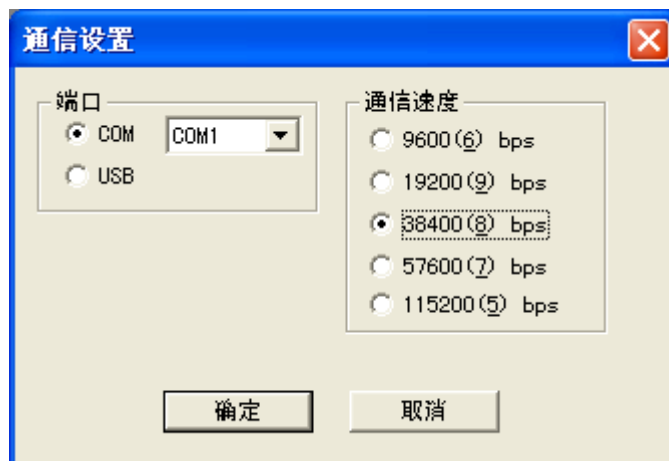 通信设置
端口
COM
COM1
USB
通信速度
9600(6) bps
19200(9) bps
38400(8) bps
57600(7) bps
115200(5) bps
确定
取消